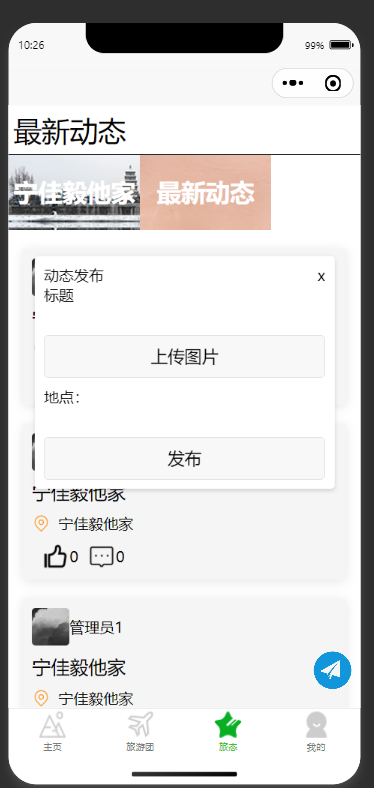 10:26
99%
最新动态
宁佳毅他家
最新动态
动态发布
x
标题
上传图片
地点：
发布
宁佳毅他家
宁佳毅他家
0
0
管理员1
宁佳毅他家
宁佳毅他家
主页
旅游团
旅态
我的